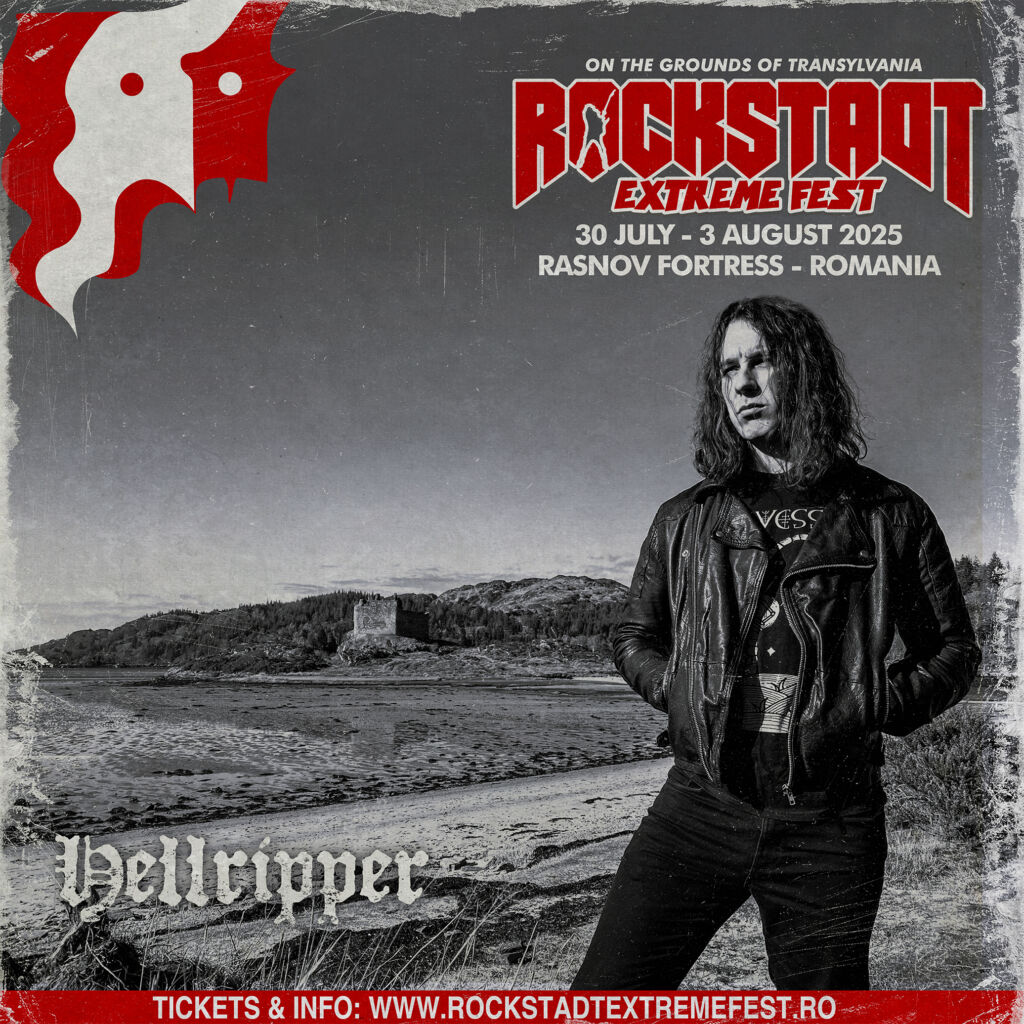 ON THE GROUNDS OF TRANSYLVANIA
ROCKSTADT
EXTREME FEST
30 JULY - 3 AUGUST 2025
RASNOV FORTRESS - ROMANIA
Hellripper
TICKETS & INFO: WWW.ROCKSTADTEXTREMEFEST.RO